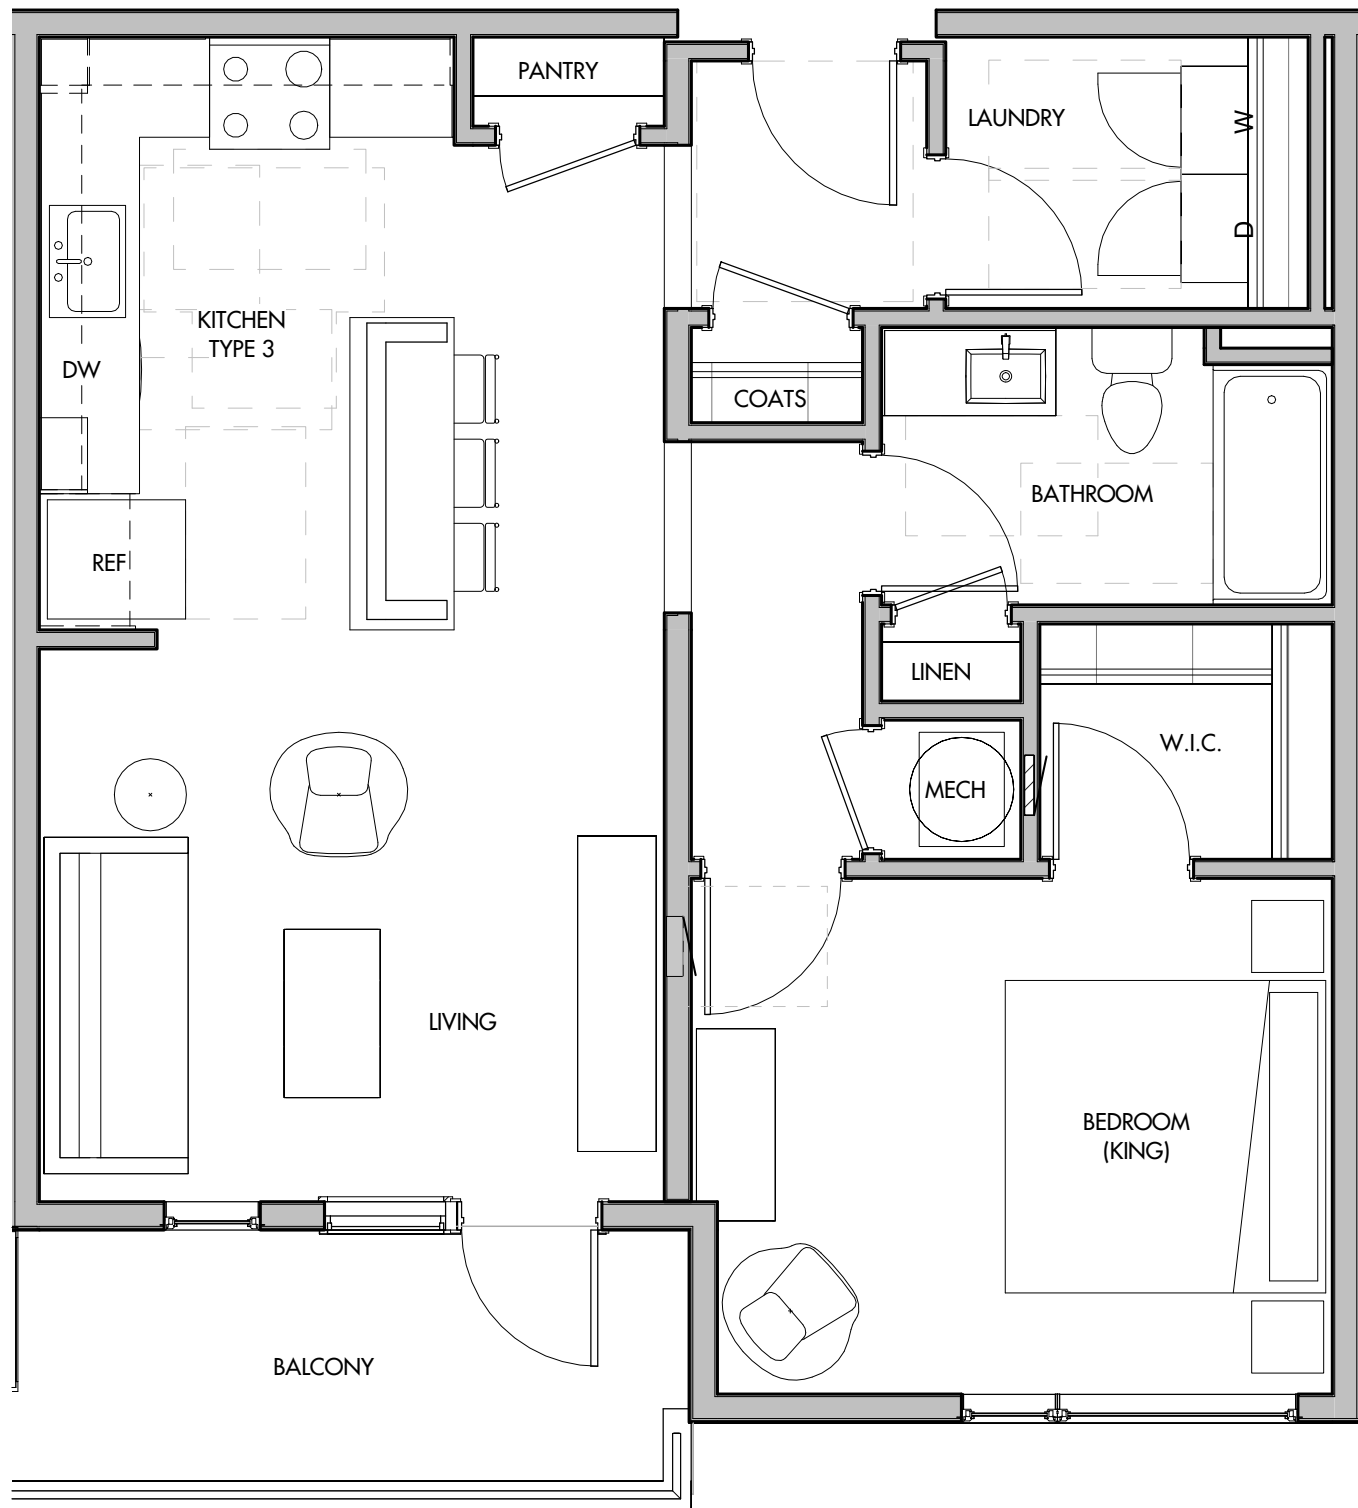 PANTRY
LAUNDRY
W
D
KITCHEN
TYPE 3
DW
COATS
BATHROOM
REF
LINEN
W.I.C.
MECH
LIVING
BEDROOM
(KING)
BALCONY